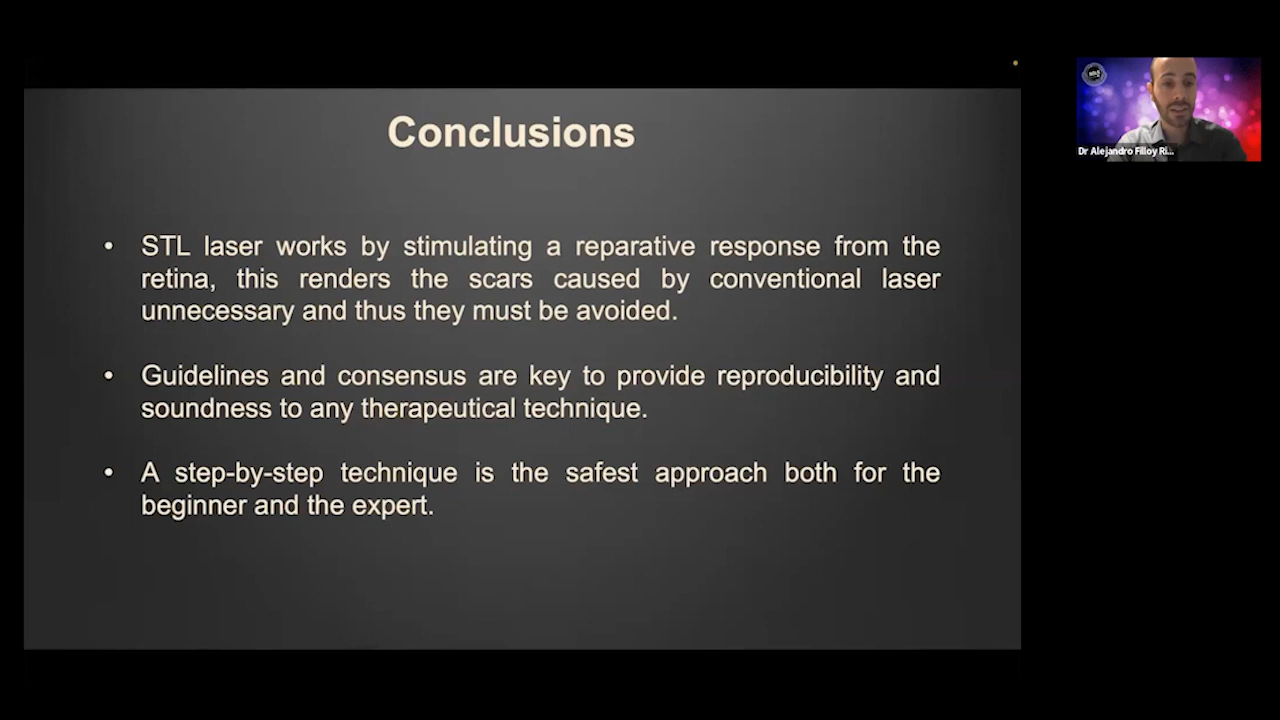 Conclusions
• STL laser works by stimulating a reparative response from the
retina, this renders the scars caused by conventional laser
unnecessary and thus they must be avoided.
• Guidelines and consensus are key to provide reproducibility and
soundness to any therapeutical technique.
• A step-by-step technique is the safest approach both for the
beginner and the expert.
Dr Alejandro Filloy Ri...